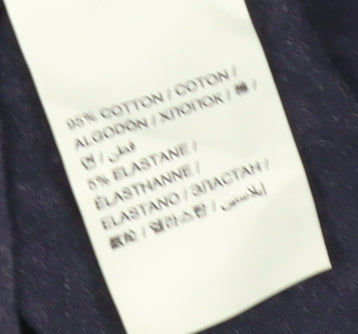 95% COTTON / COTON /
ALGODÓN / ХЛОПОК / 棉 /
면 / قطن
5% ELASTANE /
ÉLASTHANNE /
ELASTANO / ЭЛАСТАН /
/ 엘라스탄 / إيلاستين